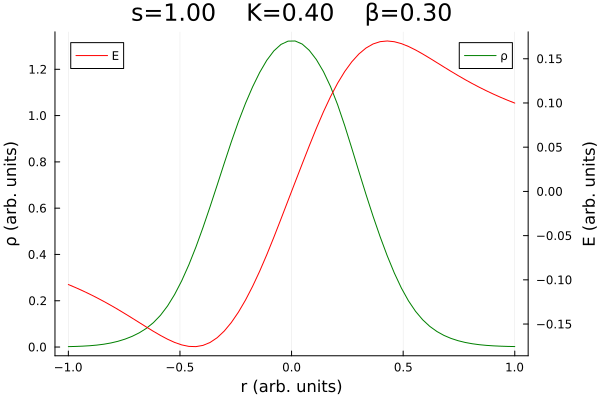 s=1.00 K=0.40 β=0.30
E
ρ
1.2
1.0
0.8
0.6
0.4
0.2
0.0
ρ (arb. units)
0.15
0.10
0.05
0.00
−0.05
−0.10
−0.15
E (arb. units)
−1.0 −0.5 0.0 0.5 1.0
r (arb. units)